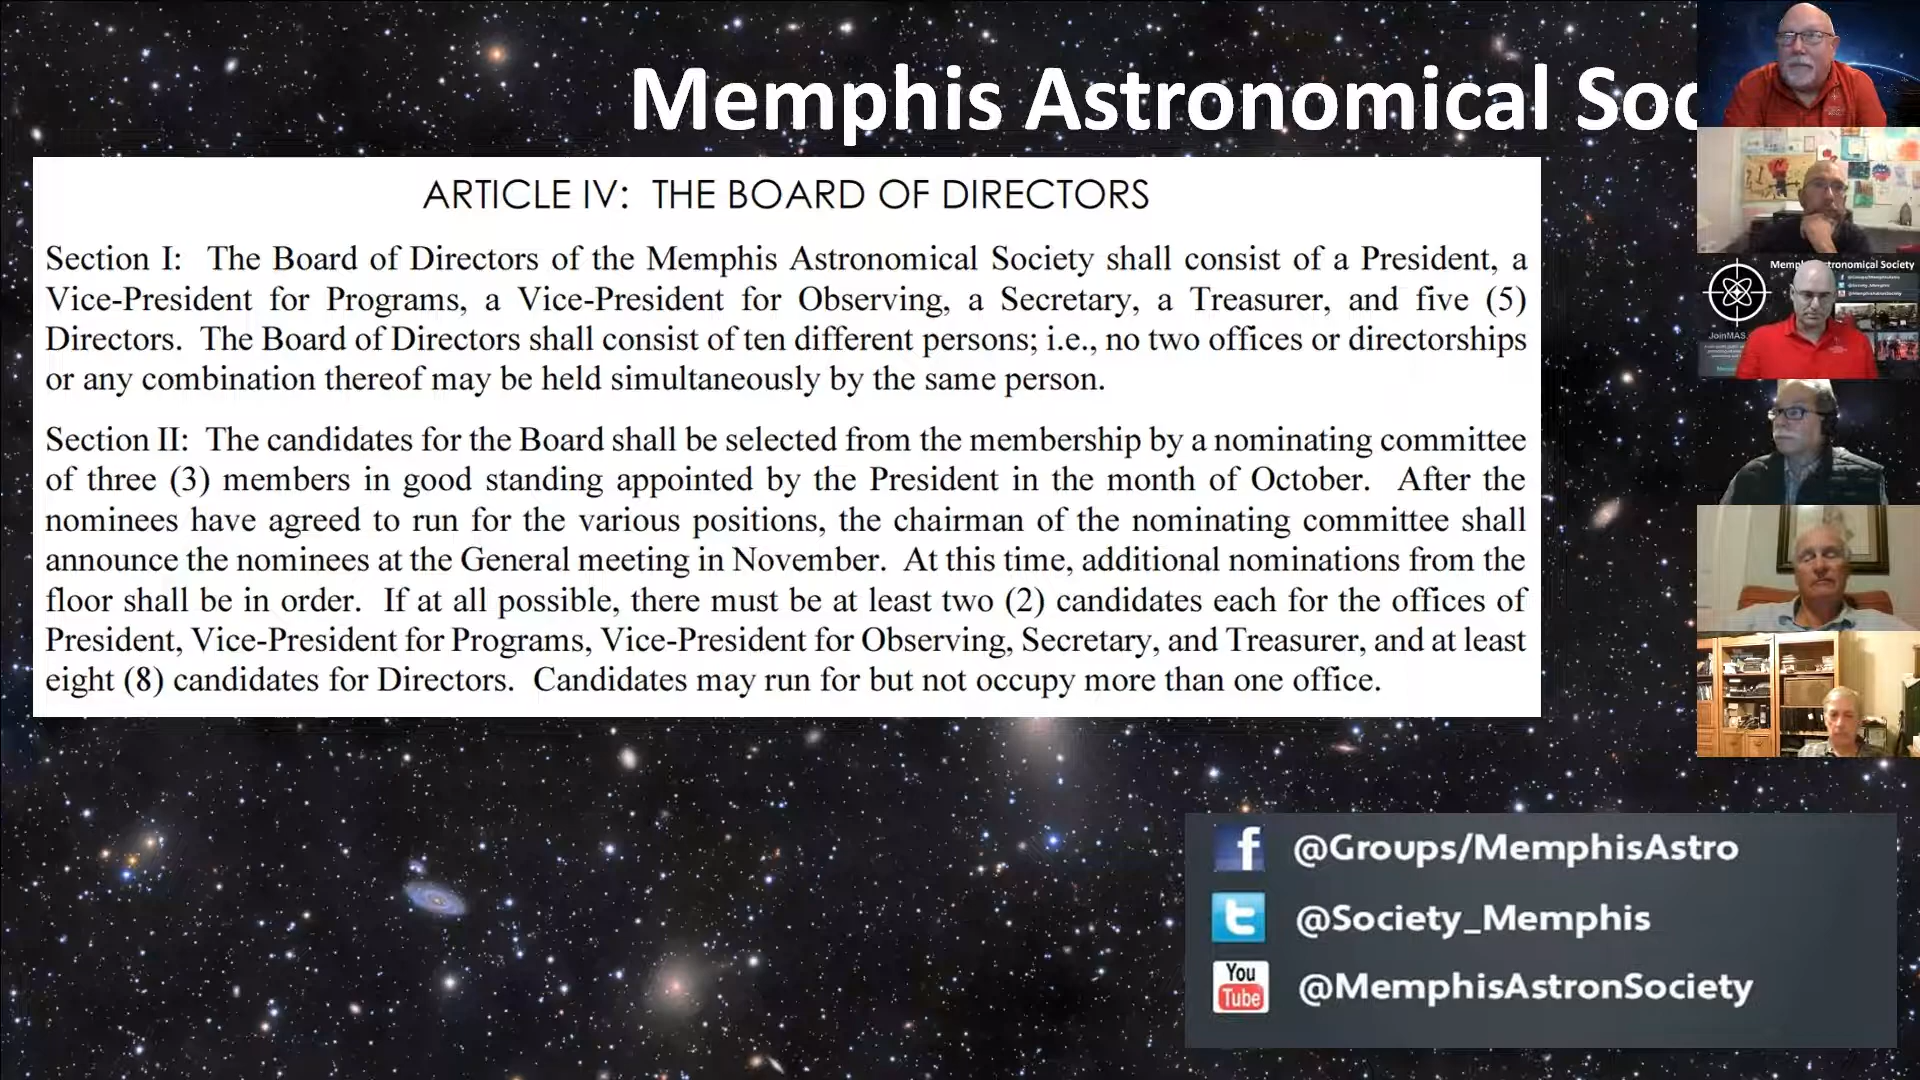 Memphis Astronomical Soc
ARTICLE IV: THE BOARD OF DIRECTORS
Section I: The Board of Directors of the Memphis Astronomical Society shall consist of a President, a
Vice-President for Programs, a Vice-President for Observing, a Secretary, a Treasurer, and five (5)
Directors. The Board of Directors shall consist of ten different persons; i.e., no two offices or directorships
or any combination thereof may be held simultaneously by the same person.
Section II: The candidates for the Board shall be selected from the membership by a nominating committee
of three (3) members in good standing appointed by the President in the month of October. After the
nominees have agreed to run for the various positions, the chairman of the nominating committee shall
announce the nominees at the General meeting in November. At this time, additional nominations from the
floor shall be in order. If at all possible, there must be at least two (2) candidates each for the offices of
President, Vice-President for Programs, Vice-President for Observing, Secretary, and Treasurer, and at least
eight (8) candidates for Directors. Candidates may run for but not occupy more than one office.
Astronomical Society
JoinMAS
f @Groups/MemphisAstro
t @Society_Memphis
You
Tube @MemphisAstronSociety